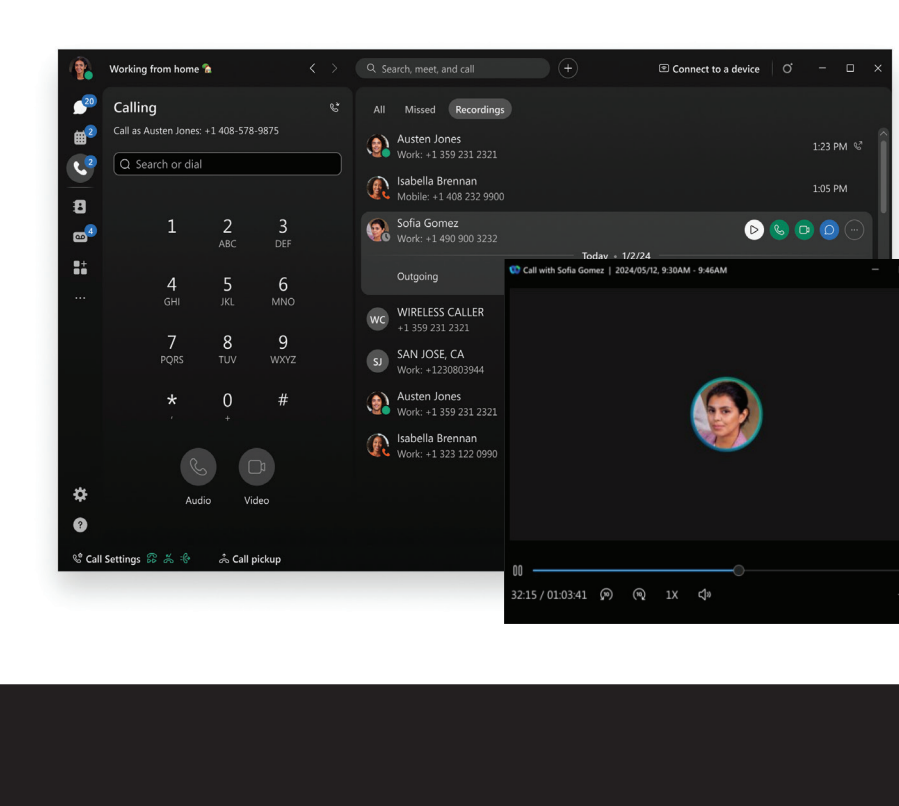 Working from home
Search, meet, and call
Connect to a device
20
2
2
4
Calling
Call as Austen Jones: +1 408-578-9875
Search or dial
1
2
ABC
3
DEF
4
GHI
5
JKL
6
MNO
7
PQRS
8
TUV
9
WXYZ
*
,
0
+
#
Audio
Video
Call Settings
Call pickup
All
Missed
Recordings
Austen Jones
Work: +1 359 231 2321
1:23 PM
Isabella Brennan
Mobile: +1 408 232 9900
1:05 PM
Sofia Gomez
Work: +1 490 900 3232
Today • 1/2/24
Outgoing
WC
WIRELESS CALLER
+1 359 231 2321
SJ
SAN JOSE, CA
Work: +1230803944
Austen Jones
Work: +1 359 231 2321
Isabella Brennan
Work: +1 323 122 0990
Call with Sofia Gomez | 2024/05/12, 9:30AM - 9:46AM
32:15 / 01:03:41
10
10
1X